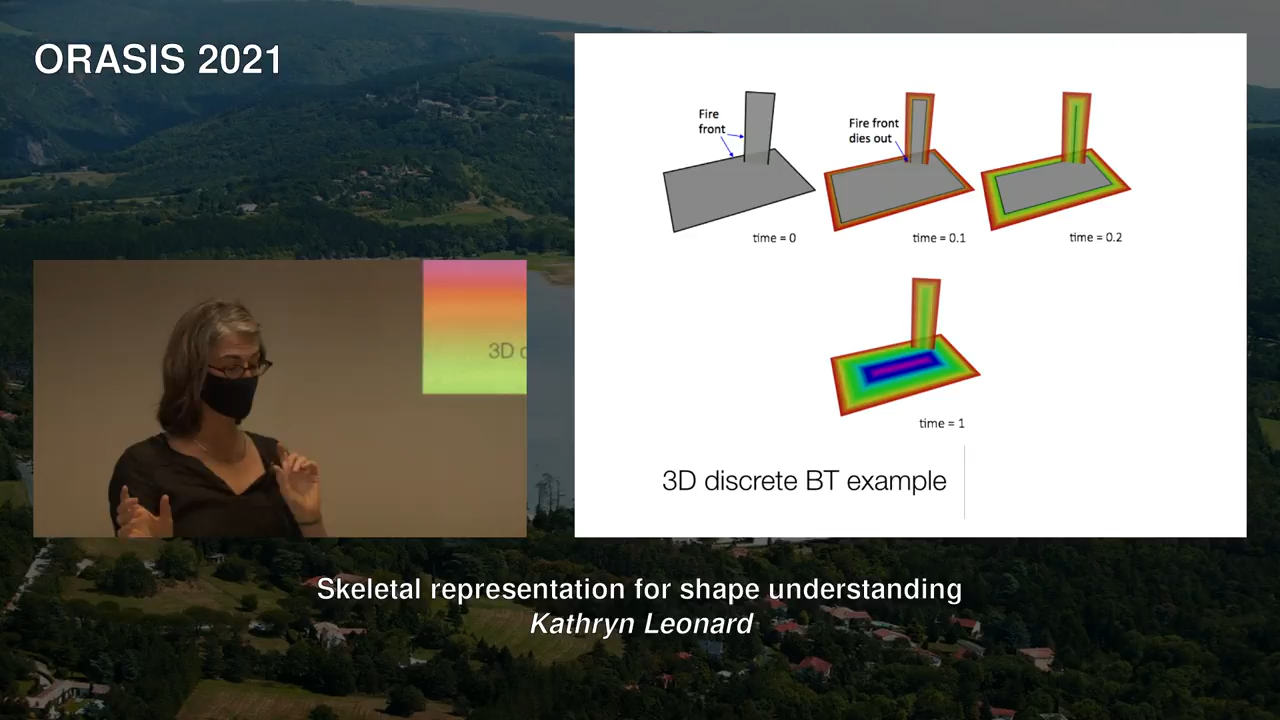 ORASIS 2021
Fire
front
time = 0
Fire front
dies out
time = 0.1
time = 0.2
time = 1
3D discrete BT example
3D
Skeletal representation for shape understanding
Kathryn Leonard